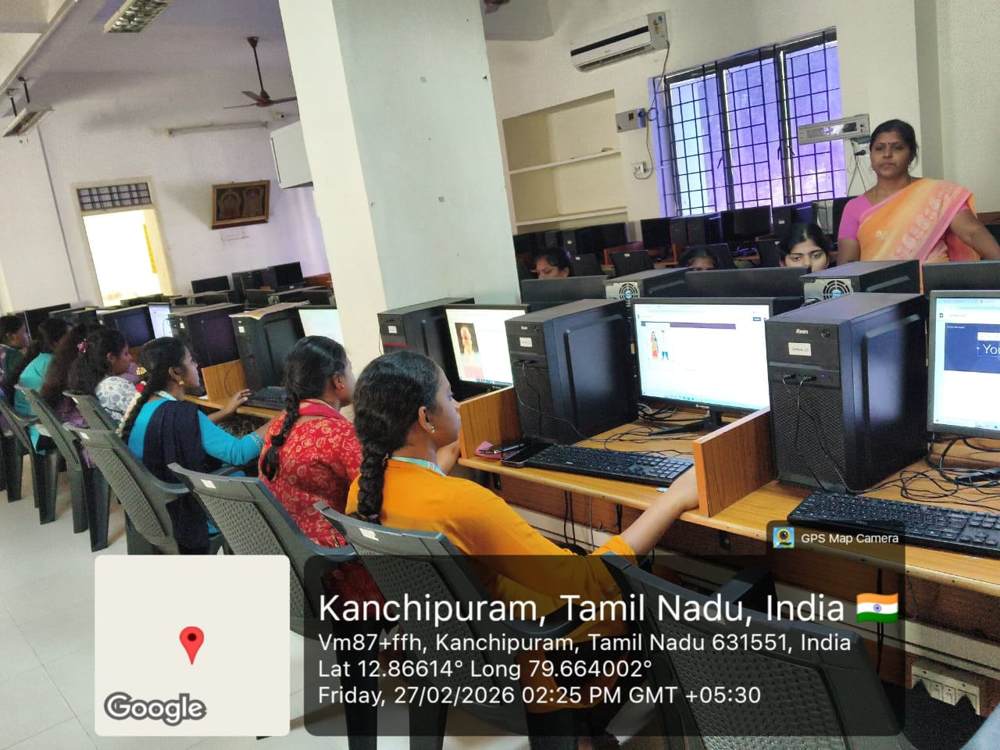 You
GPS Map Camera
Kanchipuram, Tamil Nadu, India
Vm87+ffh, Kanchipuram, Tamil Nadu 631551, India
Lat 12.86614° Long 79.664002°
Friday, 27/02/2026 02:25 PM GMT +05:30
Google